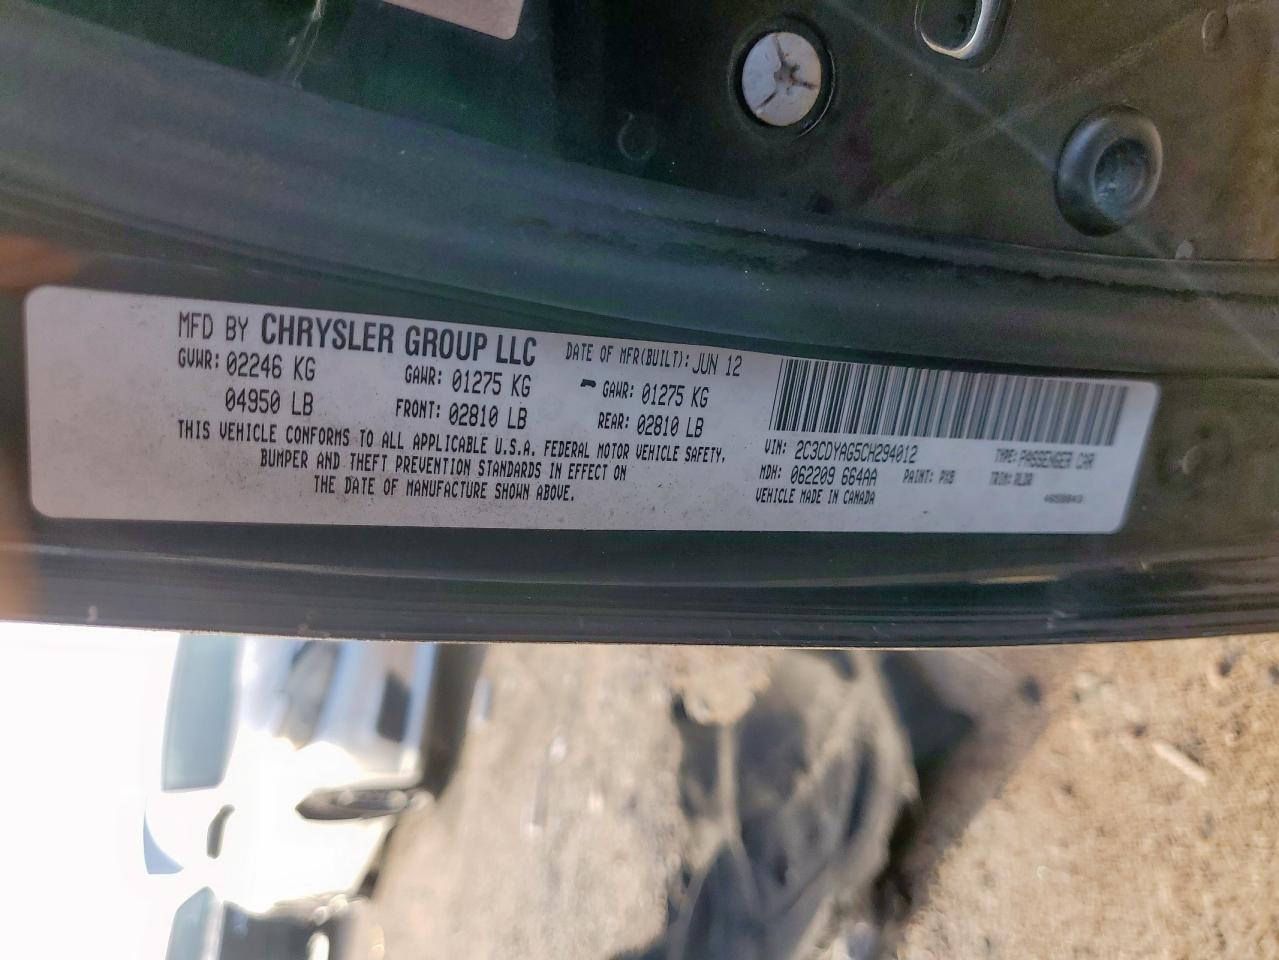 MFD BY CHRYSLER GROUP LLC DATE OF MFR(BUILT): JUN 12
GVWR: 02246 KG GAWR: 01275 KG GAWR: 01275 KG
04950 LB FRONT: 02810 LB REAR: 02810 LB
THIS VEHICLE CONFORMS TO ALL APPLICABLE U.S.A. FEDERAL MOTOR VEHICLE SAFETY,
BUMPER AND THEFT PREVENTION STANDARDS IN EFFECT ON
THE DATE OF MANUFACTURE SHOWN ABOVE.
VIN: 2C3CDYAG5CH294012 TYPE: PASSENGER CAR
MDH: 062209 664AA PAINT: PX8 TRIM: RLDR
VEHICLE MADE IN CANADA